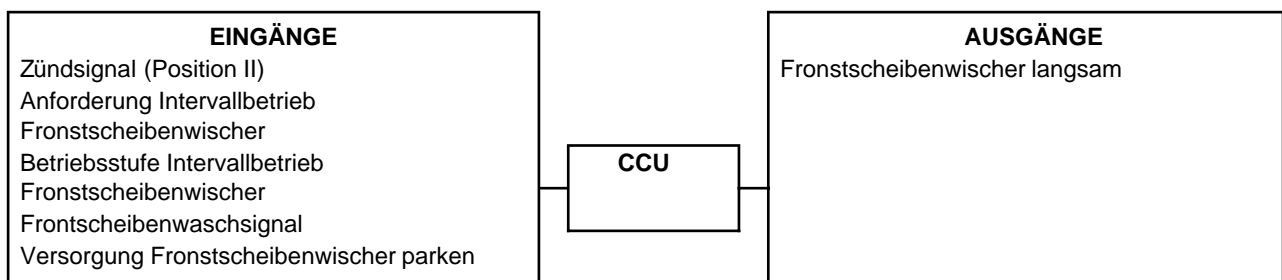 EINGÄNGE
Zündsignal (Position II)
Anforderung Intervallbetrieb
Fronstscheibenwischer
Betriebsstufe Intervallbetrieb
Fronstscheibenwischer
Frontscheibenwaschsignal
Versorgung Fronstscheibenwischer parken
CCU
AUSGÄNGE
Fronstscheibenwischer langsam